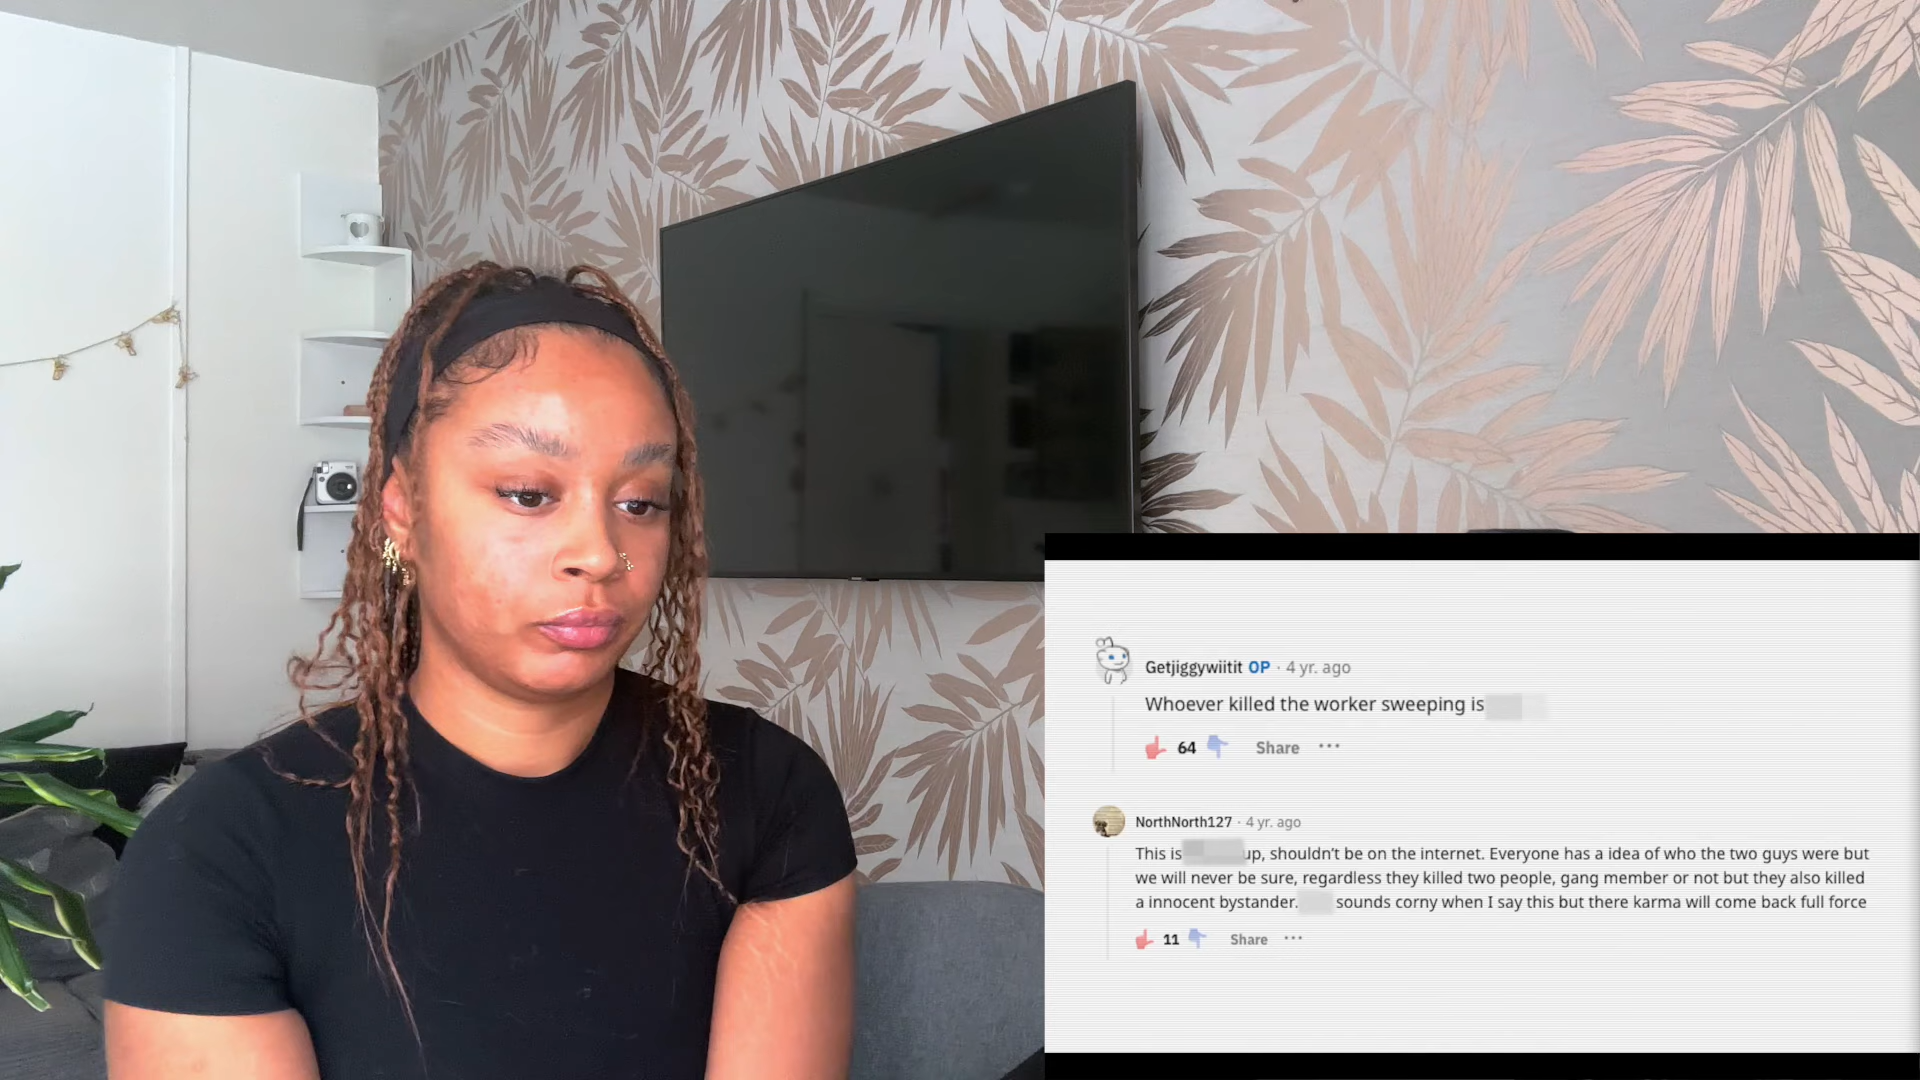 Getjiggywiitit OP · 4 yr. ago
Whoever killed the worker sweeping is
64 Share ···
NorthNorth127 · 4 yr. ago
This is up, shouldn't be on the internet. Everyone has a idea of who the two guys were but
we will never be sure, regardless they killed two people, gang member or not but they also killed
a innocent bystander. sounds corny when I say this but there karma will come back full force
11 Share ···